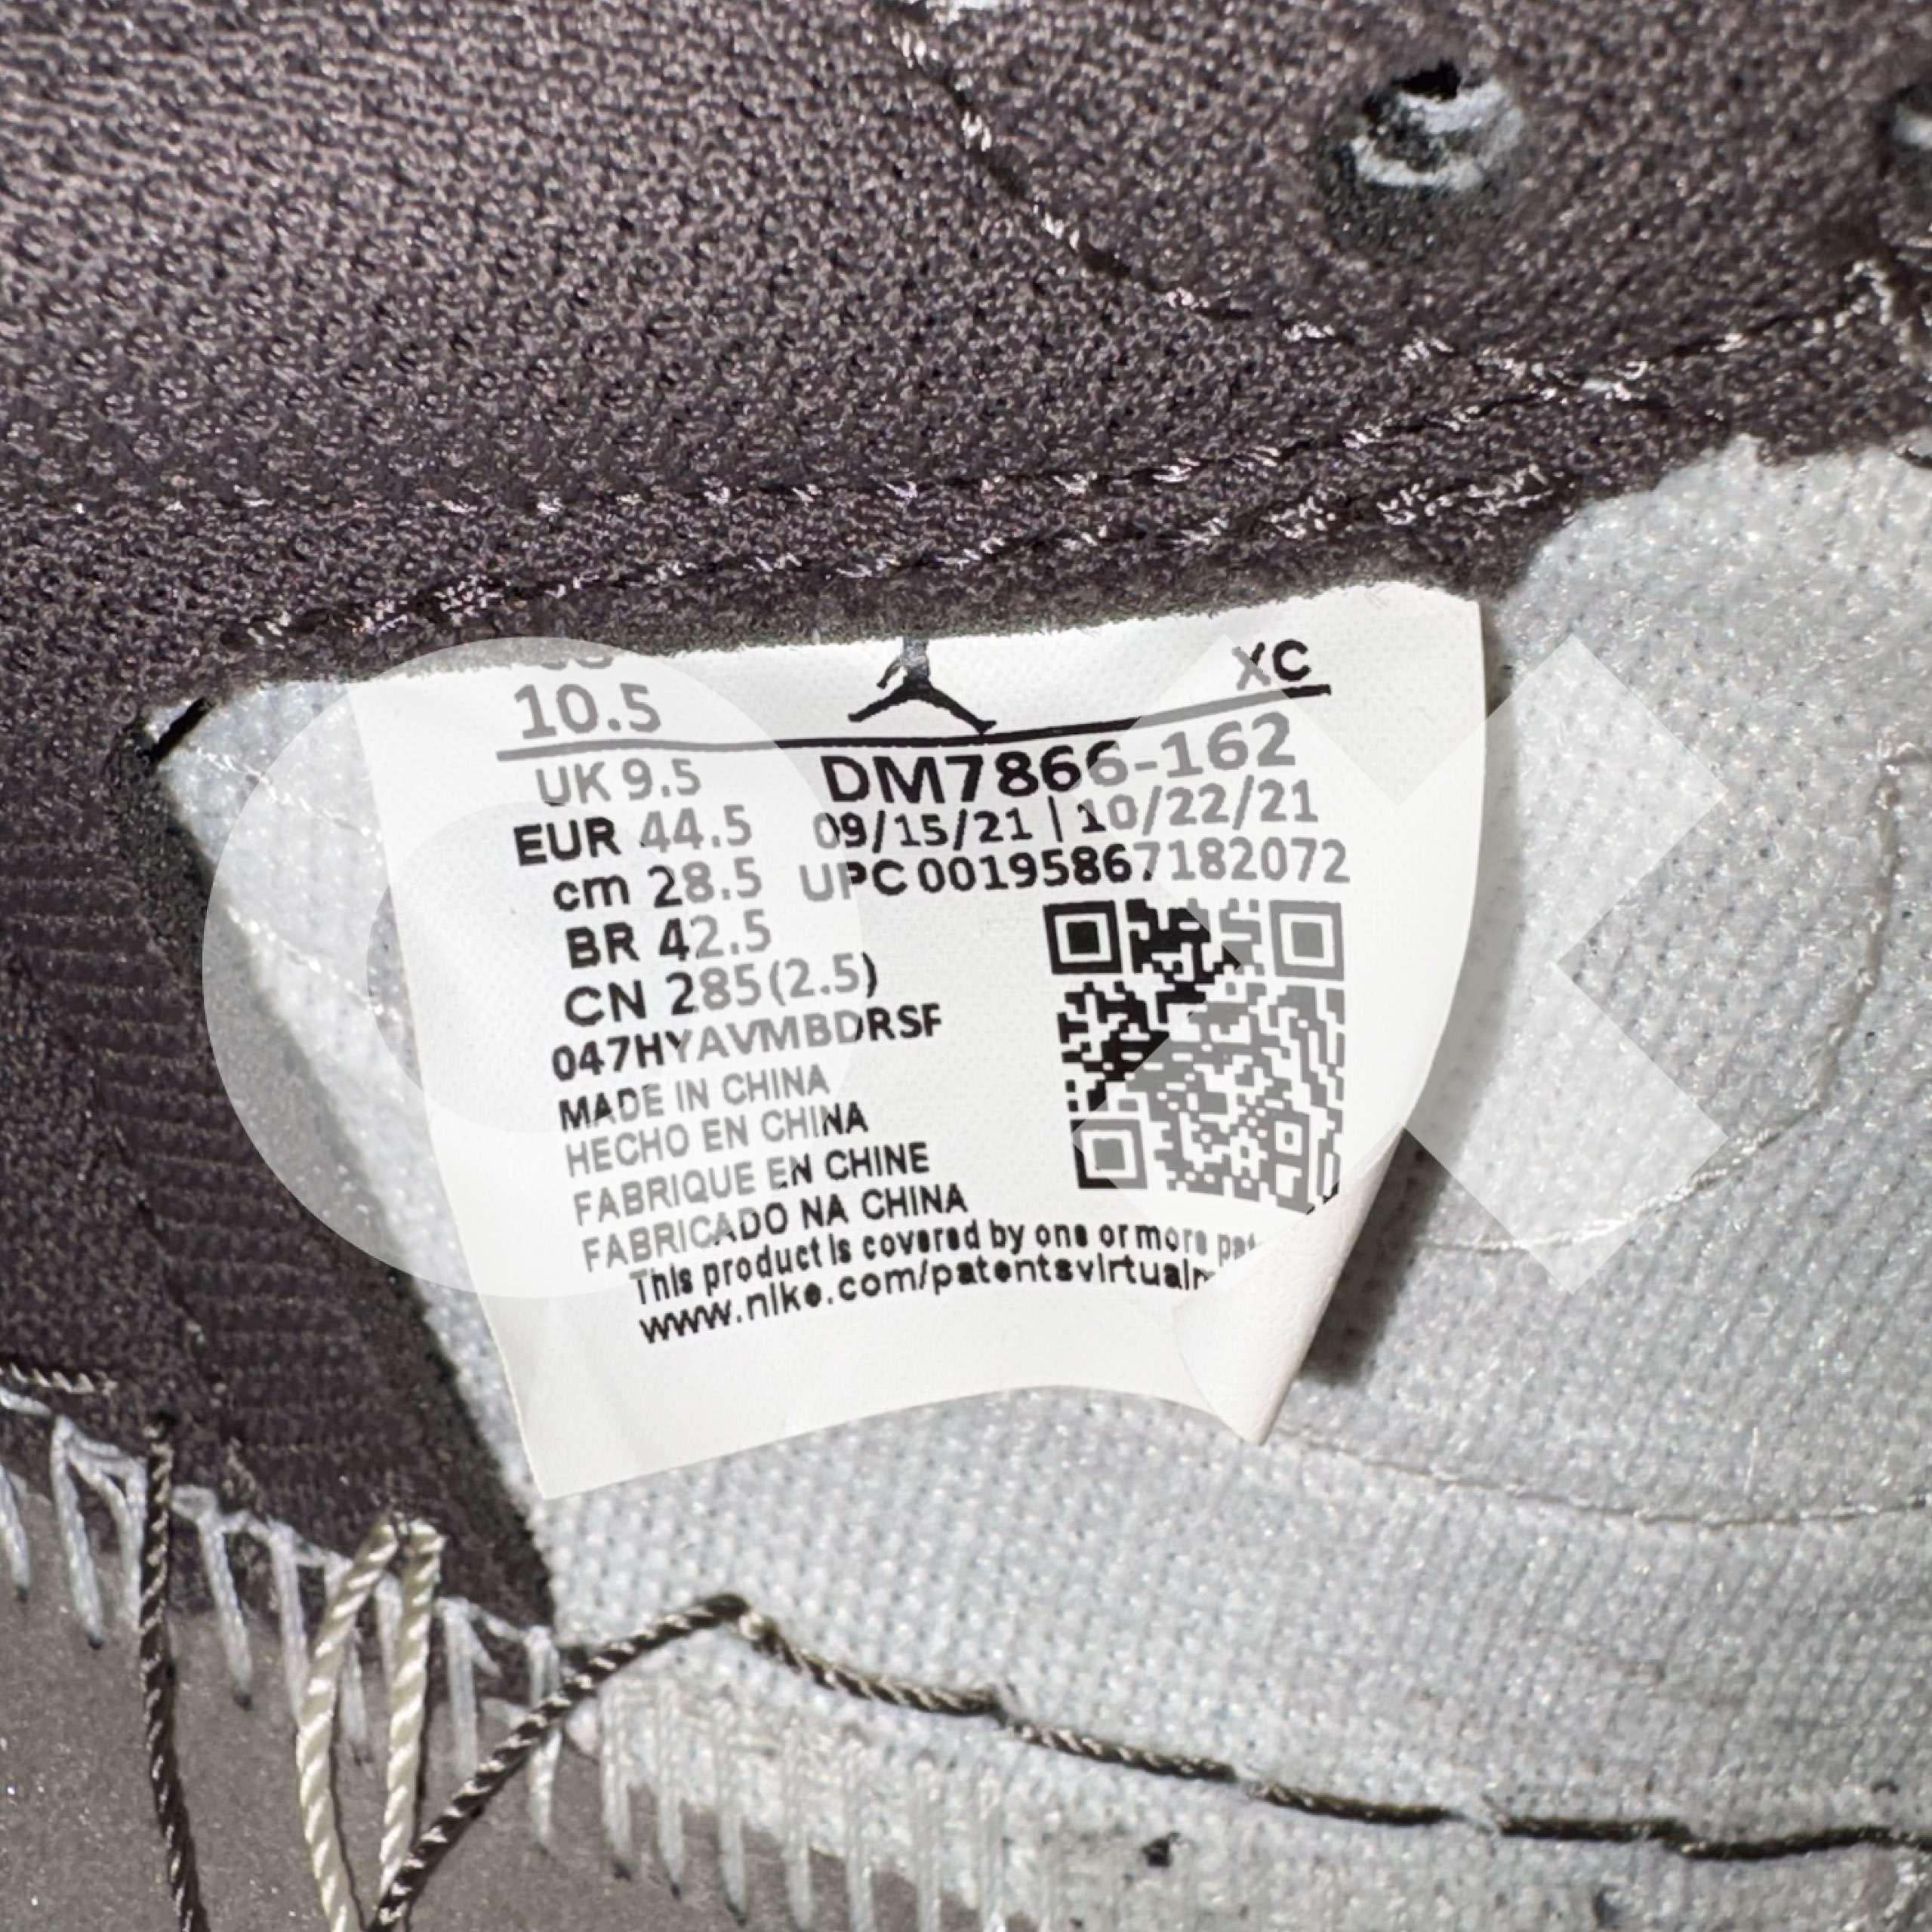 10.5
XC
UK 9.5
DM7866-162
EUR 44.5
09/15/21 | 10/22/21
cm 28.5
UPC 00195867182072
BR 42.5
CN 285(2.5)
047HYAVMBDRSF
MADE IN CHINA
HECHO EN CHINA
FABRIQUE EN CHINE
FABRICADO NA CHINA
This product is covered by one or more
www.nike.com/patentsvirtual
CK